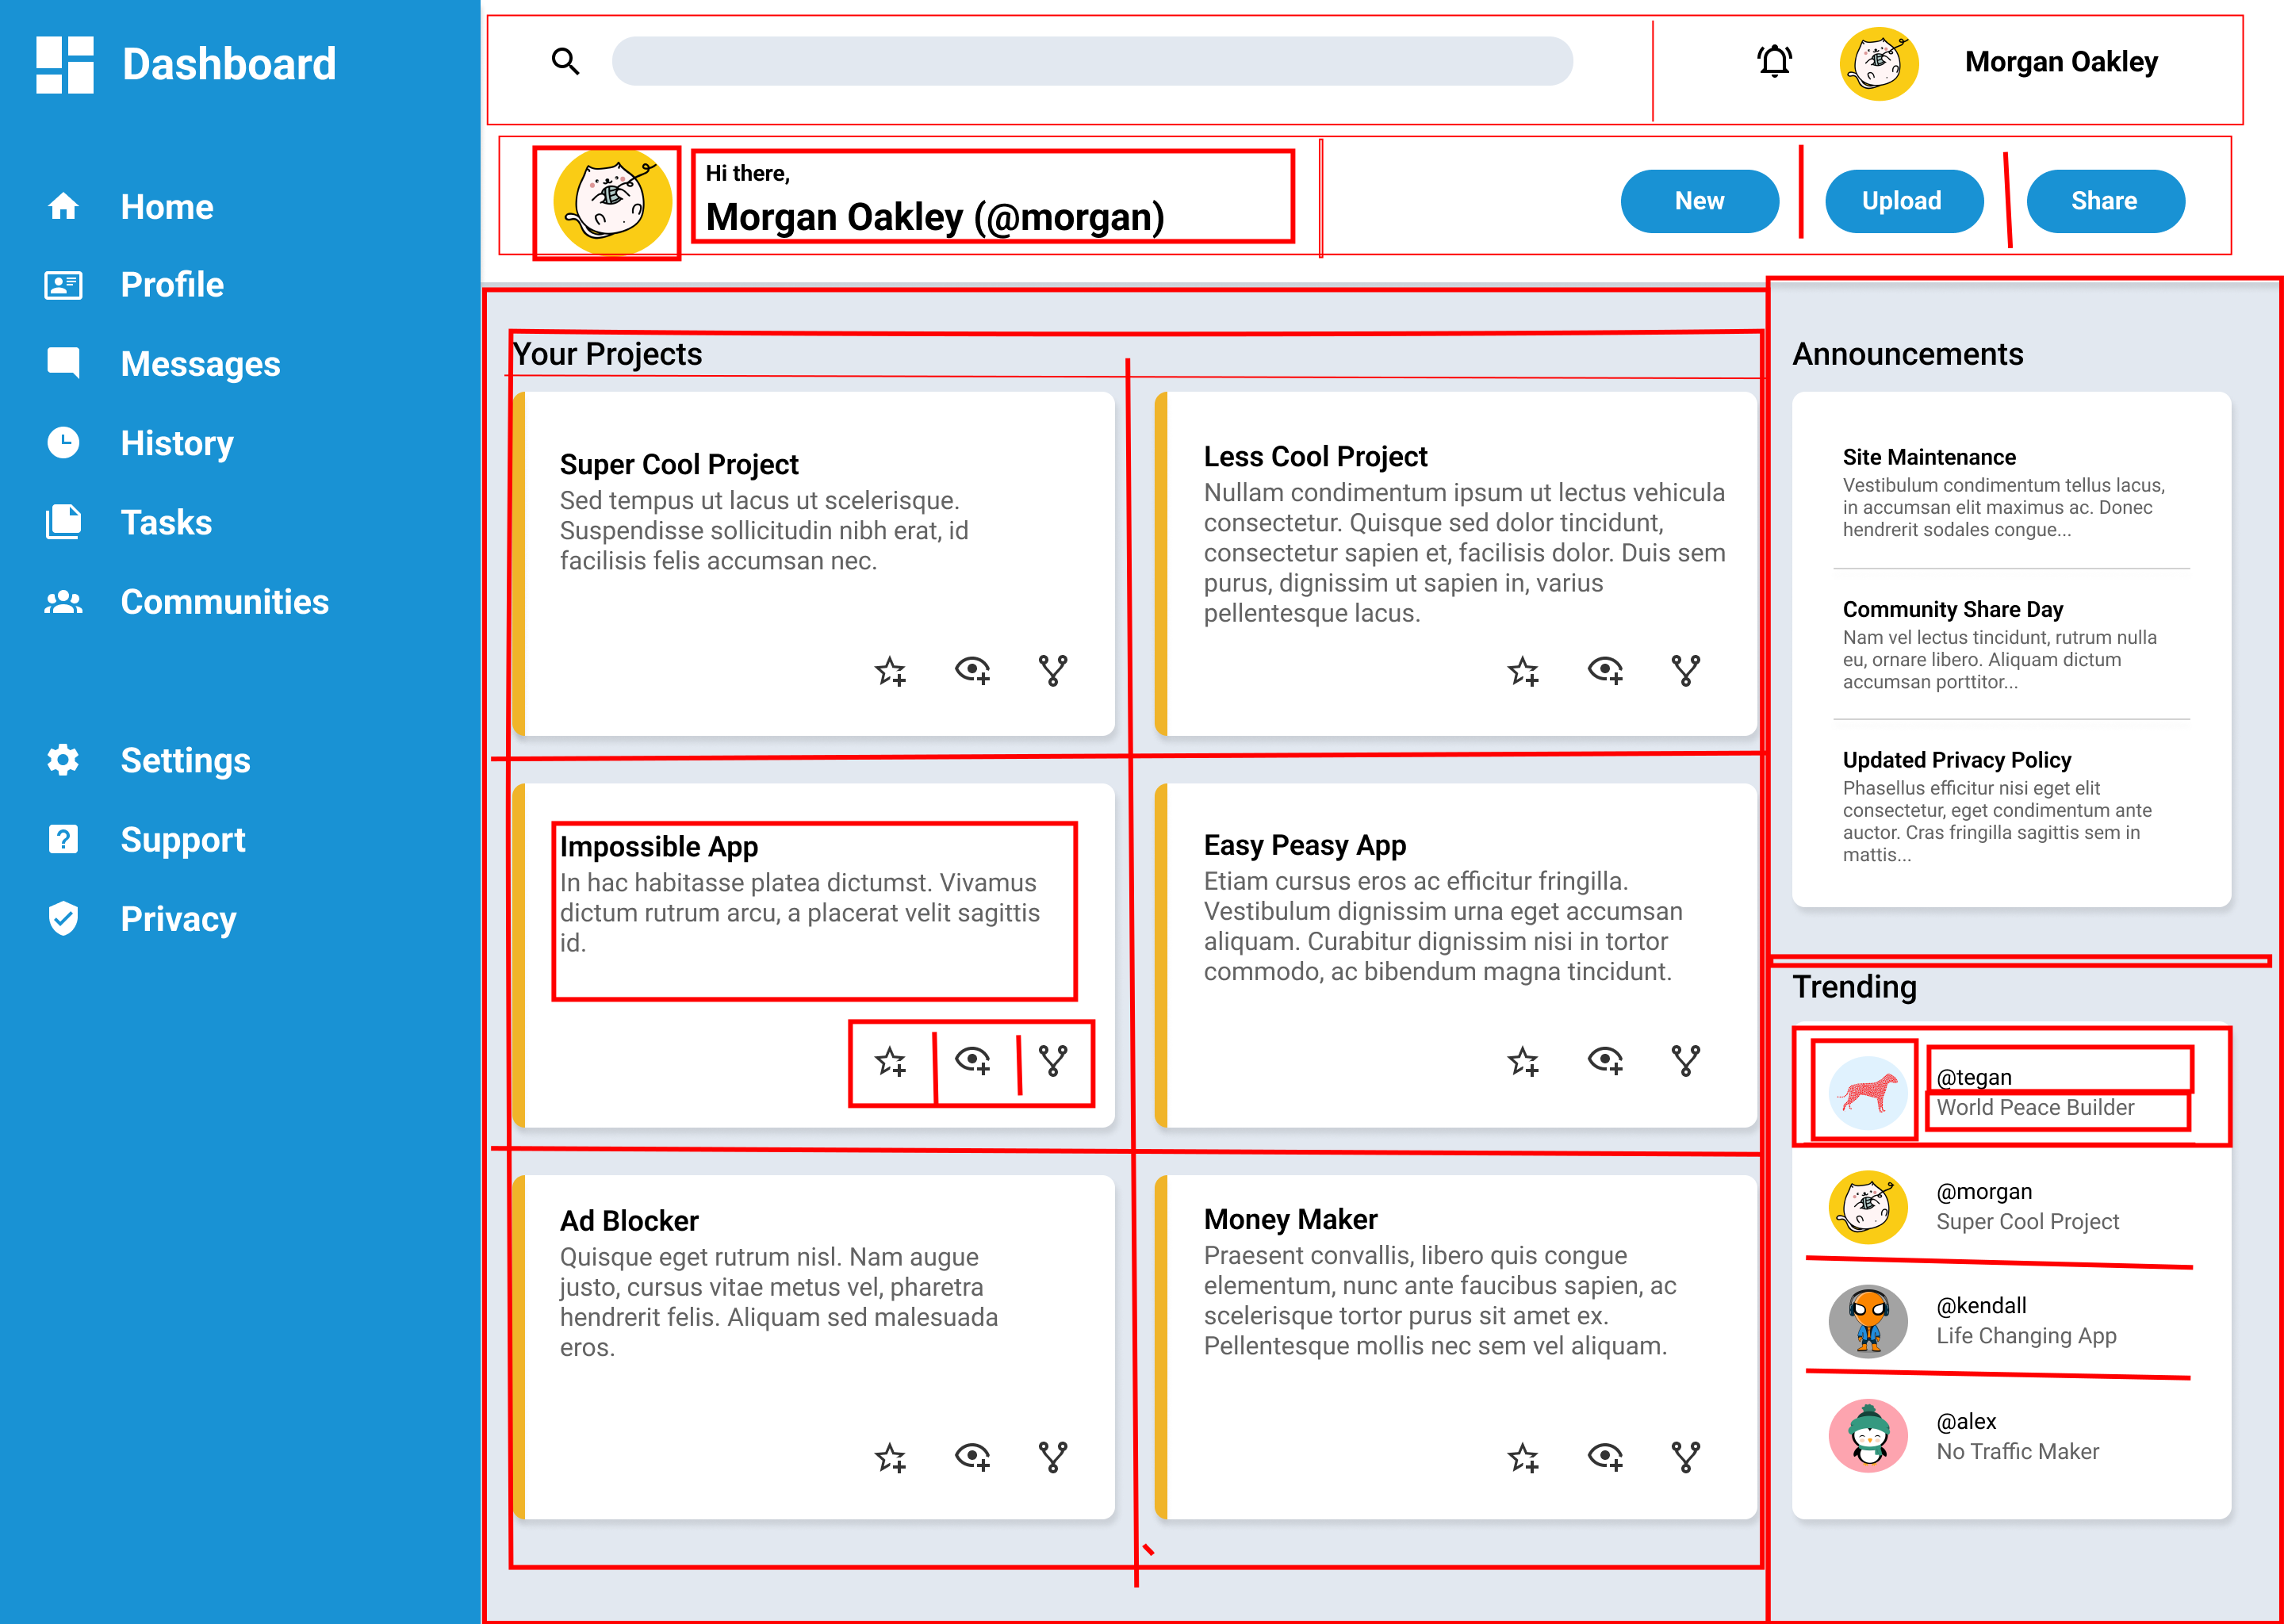 Dashboard
Home
Profile
Messages
History
Tasks
Communities
Settings
Support
Privacy
Morgan Oakley
Hi there,
Morgan Oakley (@morgan)
New
Upload
Share
Your Projects
Super Cool Project
Sed tempus ut lacus ut scelerisque.
Suspendisse sollicitudin nibh erat, id
facilisis felis accumsan nec.
Less Cool Project
Nullam condimentum ipsum ut lectus vehicula
consectetur. Quisque sed dolor tincidunt,
consectetur sapien et, facilisis dolor. Duis sem
purus, dignissim ut sapien in, varius
pellentesque lacus.
Impossible App
In hac habitasse platea dictumst. Vivamus
dictum rutrum arcu, a placerat velit sagittis
id.
Easy Peasy App
Etiam cursus eros ac efficitur fringilla.
Vestibulum dignissim urna eget accumsan
aliquam. Curabitur dignissim nisi in tortor
commodo, ac bibendum magna tincidunt.
Ad Blocker
Quisque eget rutrum nisl. Nam augue
justo, cursus vitae metus vel, pharetra
hendrerit felis. Aliquam sed malesuada
eros.
Money Maker
Praesent convallis, libero quis congue
elementum, nunc ante faucibus sapien, ac
scelerisque tortor purus sit amet ex.
Pellentesque mollis nec sem vel aliquam.
Announcements
Site Maintenance
Vestibulum condimentum tellus lacus,
in accumsan elit maximus ac. Donec
hendrerit sodales congue...
Community Share Day
Nam vel lectus tincidunt, rutrum nulla
eu, ornare libero. Aliquam dictum
accumsan porttitor...
Updated Privacy Policy
Phasellus efficitur nisi eget elit
consectetur, eget condimentum ante
auctor. Cras fringilla sagittis sem in
mattis...
Trending
@tegan
World Peace Builder
@morgan
Super Cool Project
@kendall
Life Changing App
@alex
No Traffic Maker